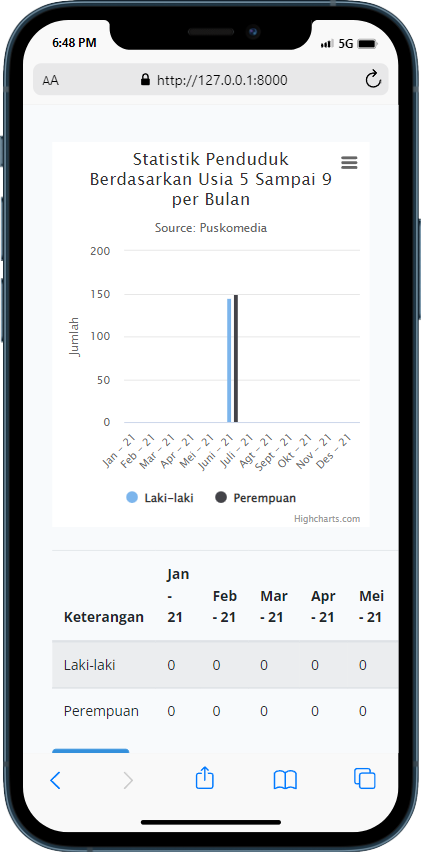 6:48 PM
5G
AA
http://127.0.0.1:8000
Statistik Penduduk
Berdasarkan Usia 5 Sampai 9
per Bulan
Source: Puskomedia
200
150
100
50
0
Jumlah
Jan - 21
Feb - 21
Mar - 21
Apr - 21
Mei - 21
Juni - 21
Juli - 21
Agt - 21
Sept - 21
Okt - 21
Nov - 21
Des - 21
Laki-laki
Perempuan
Highcharts.com
Keterangan
Jan
-
21
Feb
- 21
Mar
- 21
Apr
- 21
Mei
- 21
Laki-laki 0 0 0 0 0
Perempuan 0 0 0 0 0